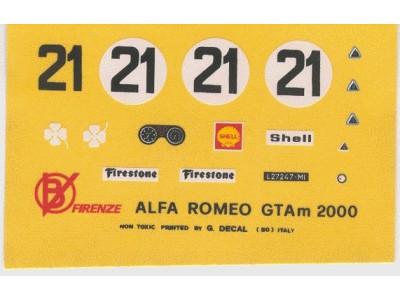 21 21 21 21
SHELL Shell
Firestone Firestone L27247·MI
B FIRENZE ALFA ROMEO GTAm 2000
NON TOXIC PRINTED BY G. DECAL (BO) ITALY